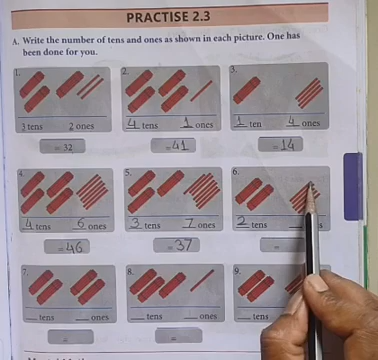 PRACTISE 2.3
A. Write the number of tens and ones as shown in each picture. One has
been done for you.
1. 2. 3.
3 tens 2 ones 4 tens 1 ones 1 ten 4 ones
= 32 = 41 = 14
4. 5. 6.
4 tens 6 ones 3 tens 7 ones 2 tens
= 46 = 37 =
7. 8. 9.
tens ones tens ones tens
= =